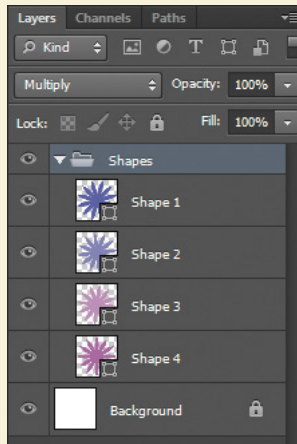 Layers Channels Paths
Kind T
Multiply Opacity: 100%
Lock: Fill: 100%
Shapes
Shape 1
Shape 2
Shape 3
Shape 4
Background